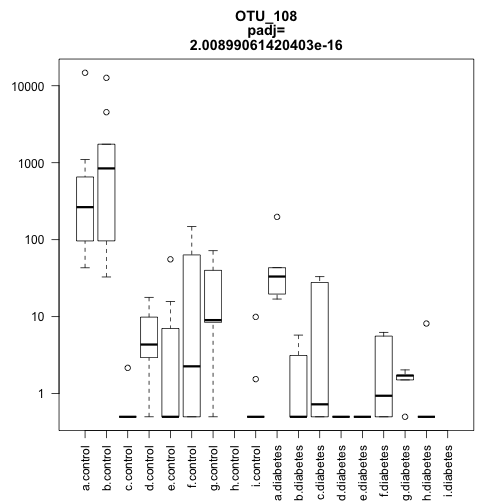 OTU_108
padj=
2.00899061420403e-16
10000
1000
100
10
1
a.control
b.control
c.control
d.control
e.control
f.control
g.control
h.control
i.control
a.diabetes
b.diabetes
c.diabetes
d.diabetes
e.diabetes
f.diabetes
g.diabetes
h.diabetes
i.diabetes